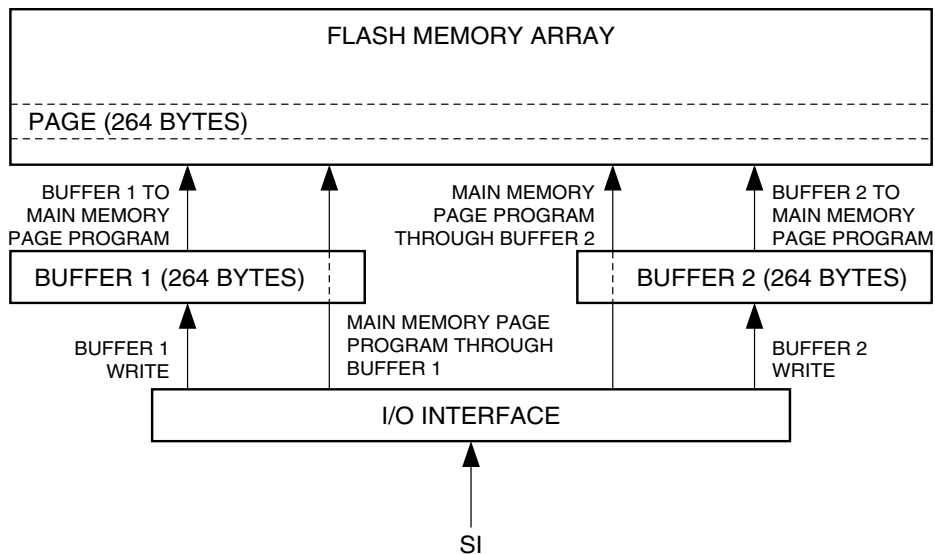 FLASH MEMORY ARRAY
PAGE (264 BYTES)
BUFFER 1 TO
MAIN MEMORY
PAGE PROGRAM
MAIN MEMORY
PAGE PROGRAM
THROUGH BUFFER 2
BUFFER 2 TO
MAIN MEMORY
PAGE PROGRAM
BUFFER 1 (264 BYTES)
BUFFER 2 (264 BYTES)
BUFFER 1
WRITE
MAIN MEMORY PAGE
PROGRAM THROUGH
BUFFER 1
BUFFER 2
WRITE
I/O INTERFACE
SI